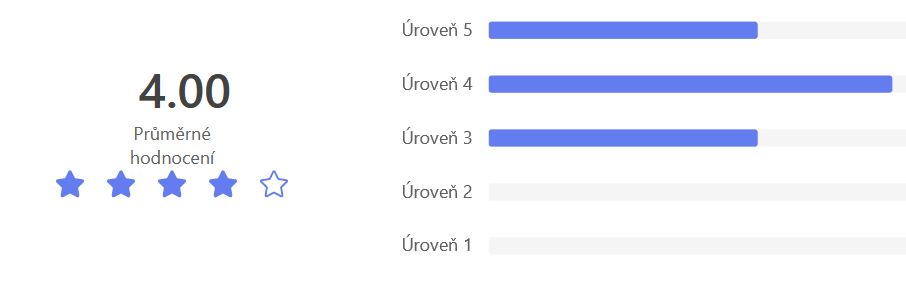 4.00
Průměrné
hodnocení
Úroveň 5
Úroveň 4
Úroveň 3
Úroveň 2
Úroveň 1